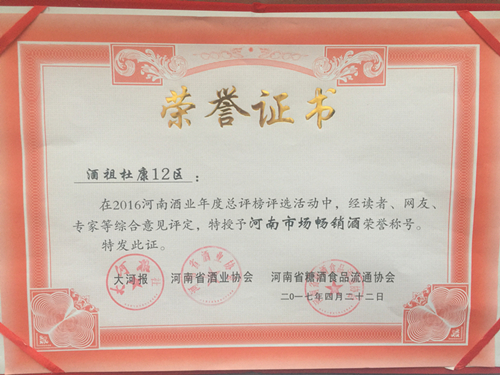 荣誉证书
酒祖杜康12区：
在2016河南酒业年度总评榜评选活动中，经读者、网友、
专家等综合意见评定，特授予河南市场畅销酒荣誉称号。
特发此证。
大河报 河南省酒业协会 河南省糖酒食品流通协会
二〇一七年四月二十二日